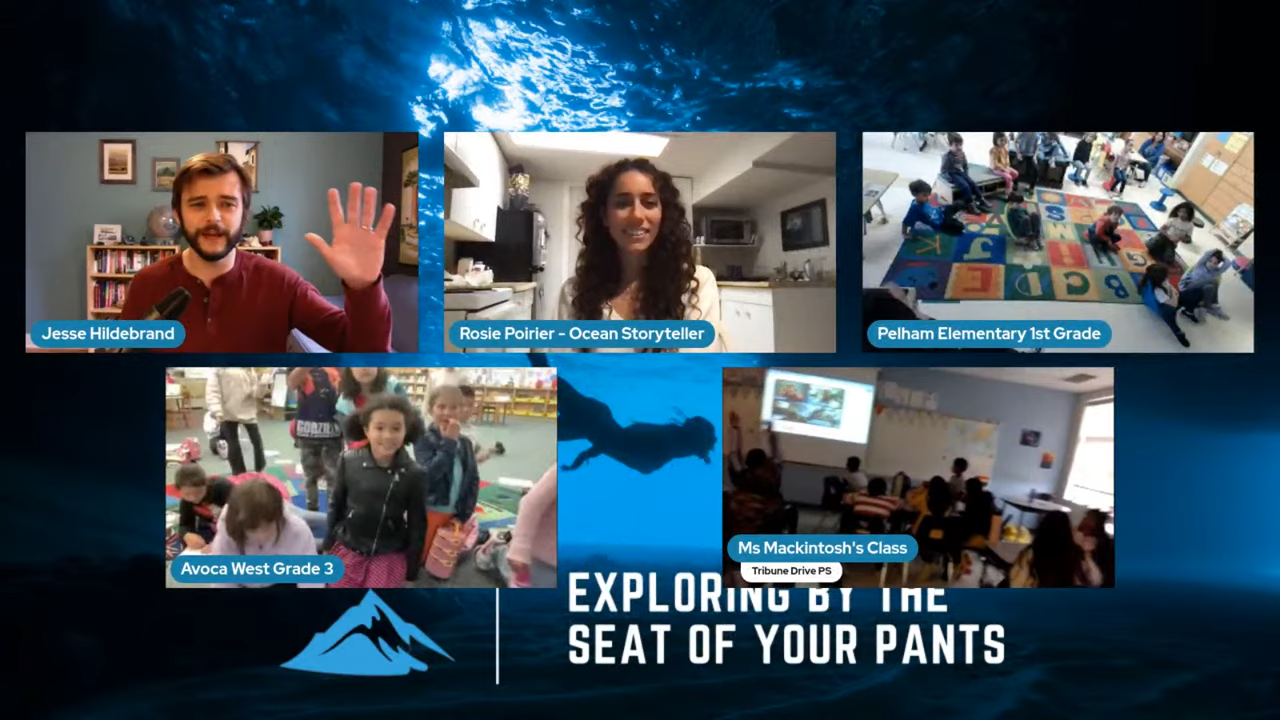 Jesse Hildebrand
Rosie Poirier - Ocean Storyteller
Pelham Elementary 1st Grade
Avoca West Grade 3
Ms Mackintosh's Class
Tribune Drive PS
EXPLORING BY THE
SEAT OF YOUR PANTS